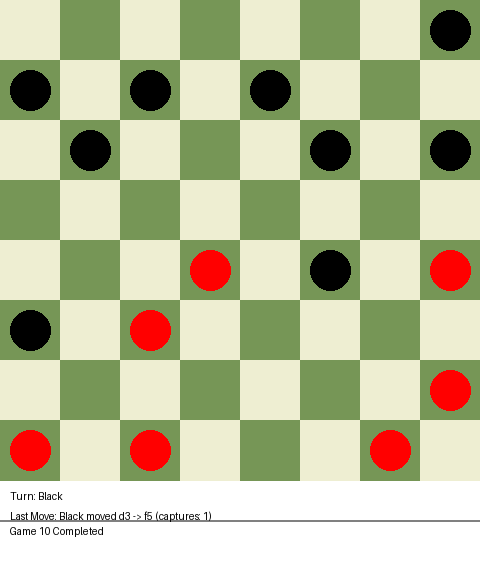 Turn: Black
Last Move: Black moved d3 -> f5 (captures: 1)
Game 10 Completed